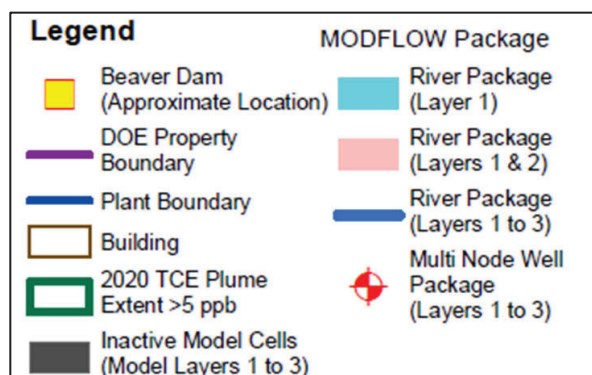 Legend
Beaver Dam
(Approximate Location)
DOE Property
Boundary
Plant Boundary
Building
2020 TCE Plume
Extent >5 ppb
Inactive Model Cells
(Model Layers 1 to 3)
MODFLOW Package
River Package
(Layer 1)
River Package
(Layers 1 & 2)
River Package
(Layers 1 to 3)
Multi Node Well
Package
(Layers 1 to 3)